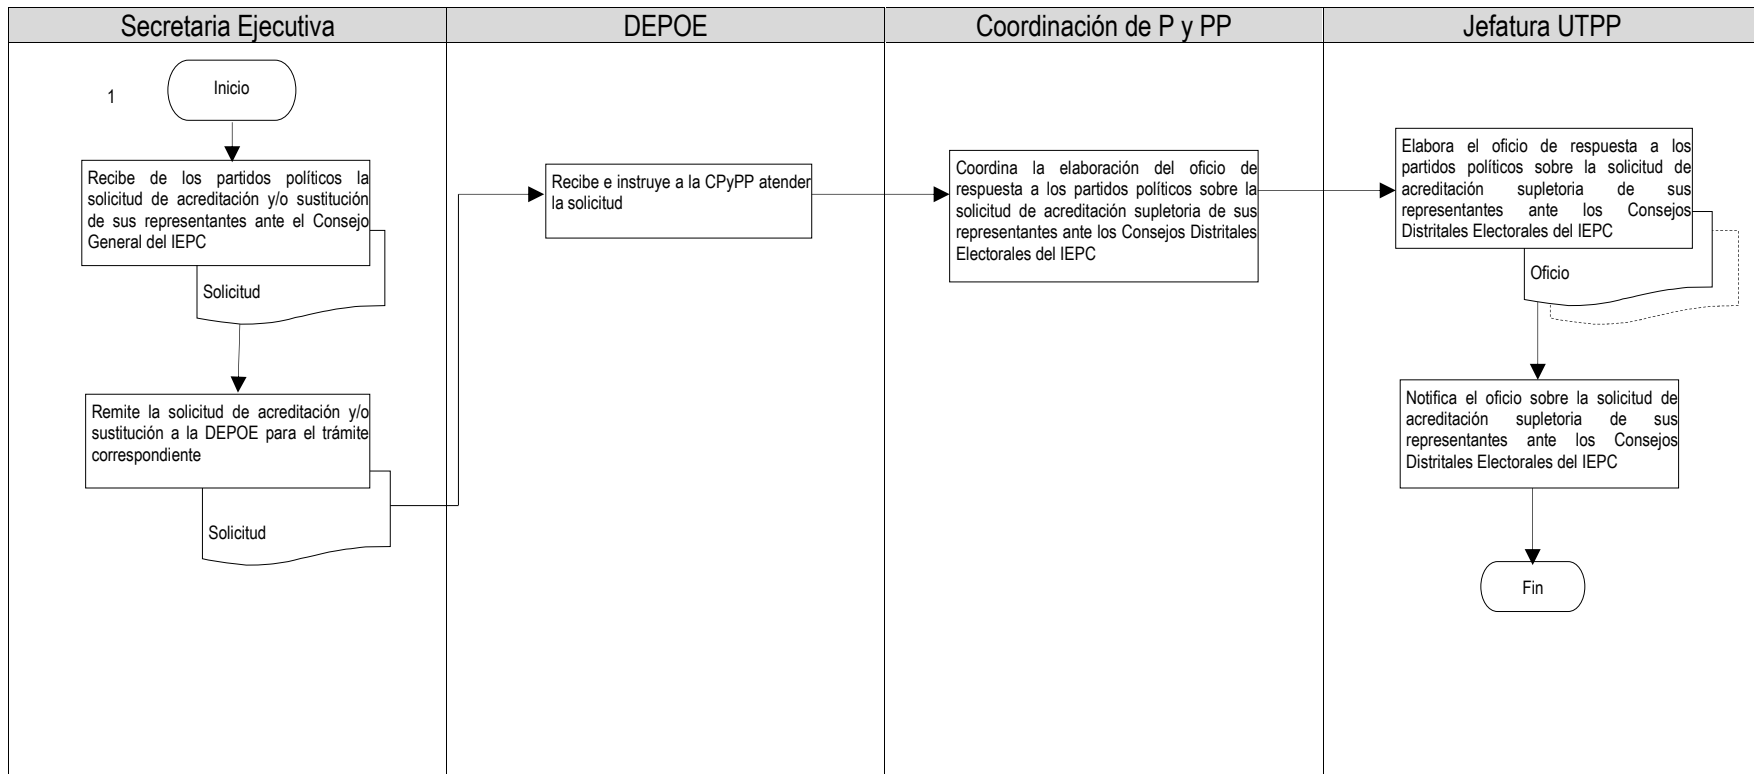 Secretaria Ejecutiva
DEPOE
Coordinación de P y PP
Jefatura UTPP
1
Inicio
Recibe de los partidos políticos la
solicitud de acreditación y/o sustitución
de sus representantes ante el Consejo
General del IEPC
Solicitud
Remite la solicitud de acreditación y/o
sustitución a la DEPOE para el trámite
correspondiente
Solicitud
Recibe e instruye a la CPyPP atender
la solicitud
Coordina la elaboración del oficio de
respuesta a los partidos políticos sobre la
solicitud de acreditación supletoria de sus
representantes ante los Consejos Distritales
Electorales del IEPC
Elabora el oficio de respuesta a los
partidos políticos sobre la solicitud de
acreditación supletoria de sus
representantes ante los Consejos
Distritales Electorales del IEPC
Oficio
Notifica el oficio sobre la solicitud de
acreditación supletoria de sus
representantes ante los Consejos
Distritales Electorales del IEPC
Fin